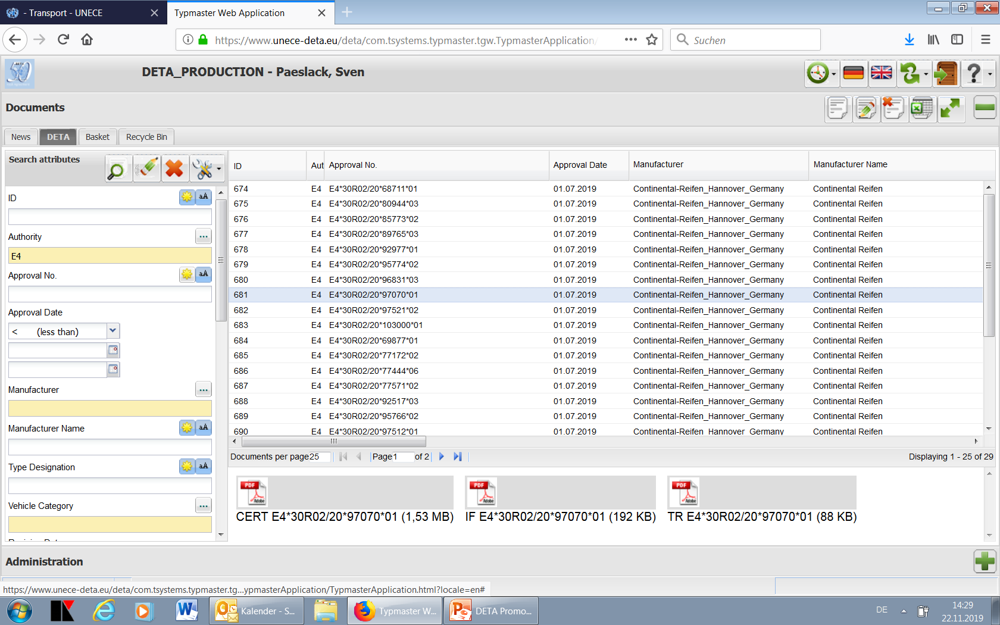 - Transport - UNECE
Typmaster Web Application
https://www.unece-deta.eu/deta/com.tsystems.typmaster.tgw.TypmasterApplication/
Suchen
DETA_PRODUCTION - Paeslack, Sven
Documents
News DETA Basket Recycle Bin
Search attributes
ID
aA
Authority
E4
Approval No.
aA
Approval Date
< (less than)
Manufacturer
Manufacturer Name
aA
Type Designation
aA
Vehicle Category
ID Aut Approval No. Approval Date Manufacturer Manufacturer Name
674 E4 E4*30R02/20*68711*01 01.07.2019 Continental-Reifen_Hannover_Germany Continental Reifen
675 E4 E4*30R02/20*80944*03 01.07.2019 Continental-Reifen_Hannover_Germany Continental Reifen
676 E4 E4*30R02/20*85773*02 01.07.2019 Continental-Reifen_Hannover_Germany Continental Reifen
677 E4 E4*30R02/20*89765*03 01.07.2019 Continental-Reifen_Hannover_Germany Continental Reifen
678 E4 E4*30R02/20*92977*01 01.07.2019 Continental-Reifen_Hannover_Germany Continental Reifen
679 E4 E4*30R02/20*95774*02 01.07.2019 Continental-Reifen_Hannover_Germany Continental Reifen
680 E4 E4*30R02/20*96831*03 01.07.2019 Continental-Reifen_Hannover_Germany Continental Reifen
681 E4 E4*30R02/20*97070*01 01.07.2019 Continental-Reifen_Hannover_Germany Continental Reifen
682 E4 E4*30R02/20*97521*02 01.07.2019 Continental-Reifen_Hannover_Germany Continental Reifen
683 E4 E4*30R02/20*103000*01 01.07.2019 Continental-Reifen_Hannover_Germany Continental Reifen
684 E4 E4*30R02/20*69877*01 01.07.2019 Continental-Reifen_Hannover_Germany Continental Reifen
685 E4 E4*30R02/20*77172*02 01.07.2019 Continental-Reifen_Hannover_Germany Continental Reifen
686 E4 E4*30R02/20*77444*06 01.07.2019 Continental-Reifen_Hannover_Germany Continental Reifen
687 E4 E4*30R02/20*77571*02 01.07.2019 Continental-Reifen_Hannover_Germany Continental Reifen
688 E4 E4*30R02/20*92517*03 01.07.2019 Continental-Reifen_Hannover_Germany Continental Reifen
689 E4 E4*30R02/20*95766*02 01.07.2019 Continental-Reifen_Hannover_Germany Continental Reifen
690 E4 E4*30R02/20*97512*01 01.07.2019 Continental-Reifen_Hannover_Germany Continental Reifen
Documents per page 25 Page 1 of 2 Displaying 1 - 25 of 29
PDF Adobe PDF Adobe PDF Adobe
CERT E4*30R02/20*97070*01 (1,53 MB) IF E4*30R02/20*97070*01 (192 KB) TR E4*30R02/20*97070*01 (88 KB)
Administration
https://www.unece-deta.eu/deta/com.tsystems.typmaster.tg...ypmasterApplication/TypmasterApplication.html?locale=en#
Kalender - S... Typmaster W... DETA Promo... DE 14:29
22.11.2019